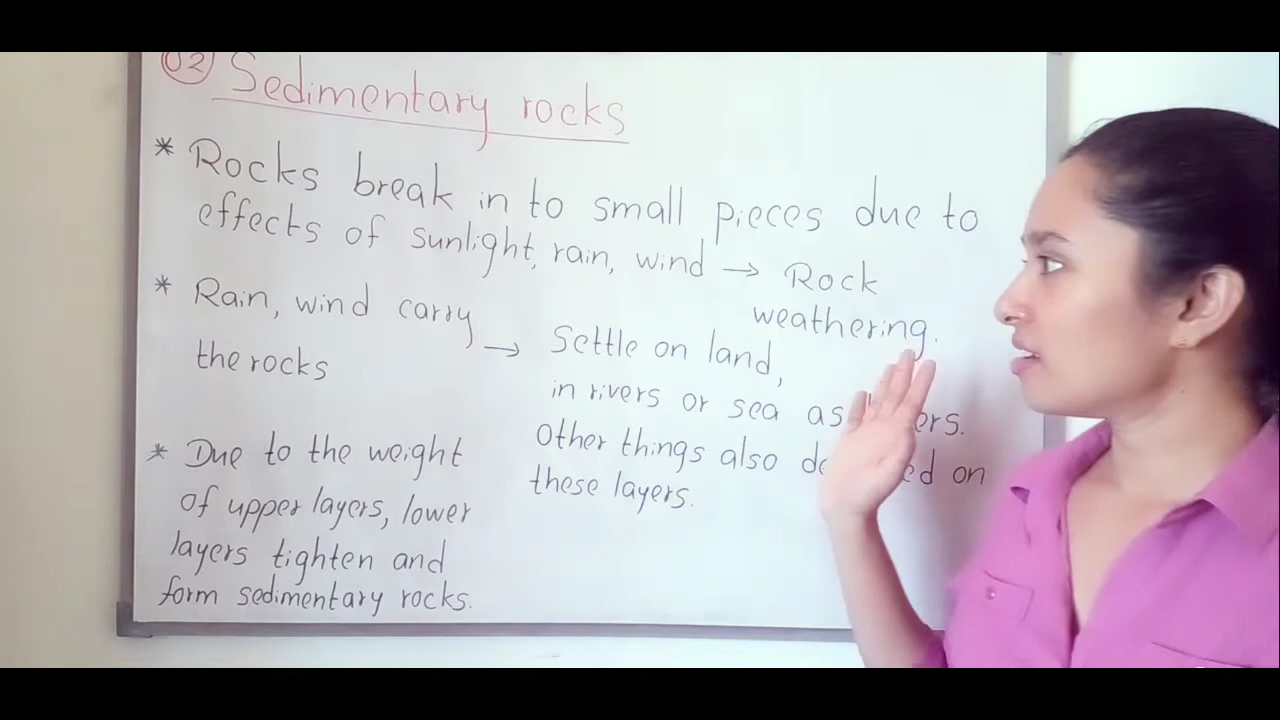 02 Sedimentary rocks
* Rocks break in to small pieces due to
effects of sunlight, rain, wind → Rock
weathering.
* Rain, wind carry
the rocks
→ Settle on land,
in rivers or sea as
Other things also on
these layers.
* Due to the weight
of upper layers, lower
layers tighten and
form sedimentary rocks.